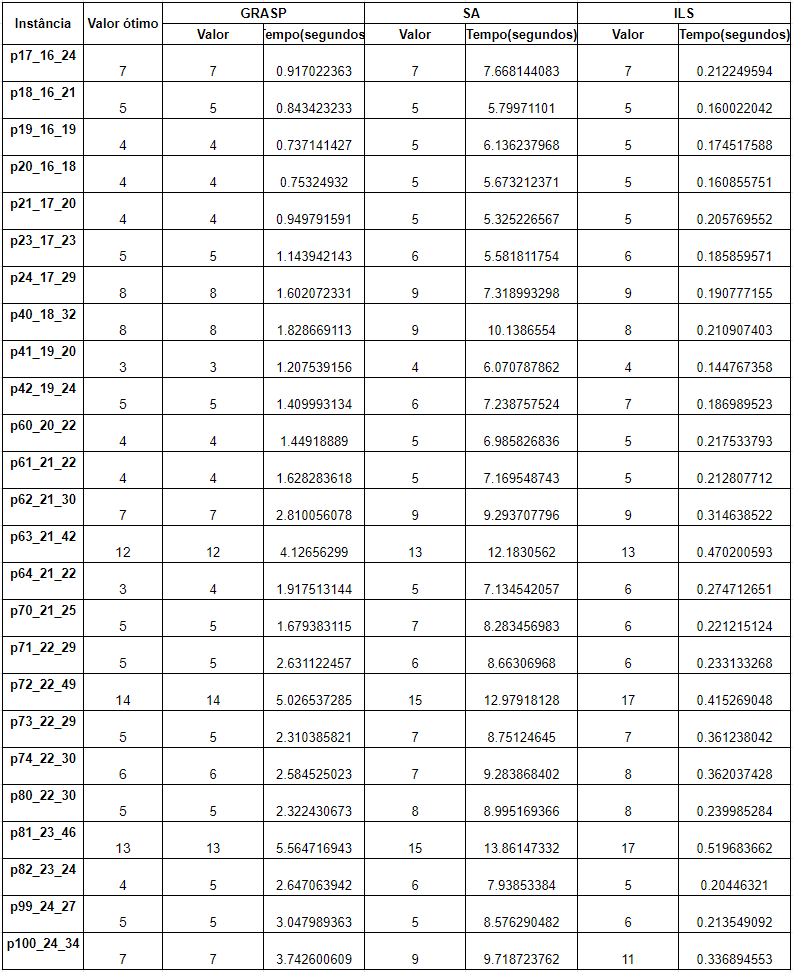 Instância Valor ótimo GRASP SA ILS
Valor Tempo(segundos Valor Tempo(segundos) Valor Tempo(segundos)
p17_16_24 7 7 0.917022363 7 7.668144083 7 0.212249594
p18_16_21 5 5 0.843423233 5 5.79971101 5 0.160022042
p19_16_19 4 4 0.737141427 5 6.136237968 5 0.174517588
p20_16_18 4 4 0.75324932 5 5.673212371 5 0.160855751
p21_17_20 4 4 0.949791591 5 5.325226567 5 0.205769552
p23_17_23 5 5 1.143942143 6 5.581811754 6 0.185859571
p24_17_29 8 8 1.602072331 9 7.318993298 9 0.190777155
p40_18_32 8 8 1.828669113 9 10.1386554 8 0.210907403
p41_19_20 3 3 1.207539156 4 6.070787862 4 0.144767358
p42_19_24 5 5 1.409993134 6 7.238757524 7 0.186989523
p60_20_22 4 4 1.44918889 5 6.985826836 5 0.217533793
p61_21_22 4 4 1.628283618 5 7.169548743 5 0.212807712
p62_21_30 7 7 2.810056078 9 9.293707796 9 0.314638522
p63_21_42 12 12 4.12656299 13 12.1830562 13 0.470200593
p64_21_22 3 4 1.917513144 5 7.134542057 6 0.274712651
p70_21_25 5 5 1.679383115 7 8.283456983 6 0.221215124
p71_22_29 5 5 2.631122457 6 8.66306968 6 0.233133268
p72_22_49 14 14 5.026537285 15 12.97918128 17 0.415269048
p73_22_29 5 5 2.310385821 7 8.75124645 7 0.361238042
p74_22_30 6 6 2.584525023 7 9.283868402 8 0.362037428
p80_22_30 5 5 2.322430673 8 8.995169366 8 0.239985284
p81_23_46 13 13 5.564716943 15 13.86147332 17 0.519683662
p82_23_24 4 5 2.647063942 6 7.93853384 5 0.20446321
p99_24_27 5 5 3.047989363 5 8.576290482 6 0.213549092
p100_24_34 7 7 3.742600609 9 9.718723762 11 0.336894553